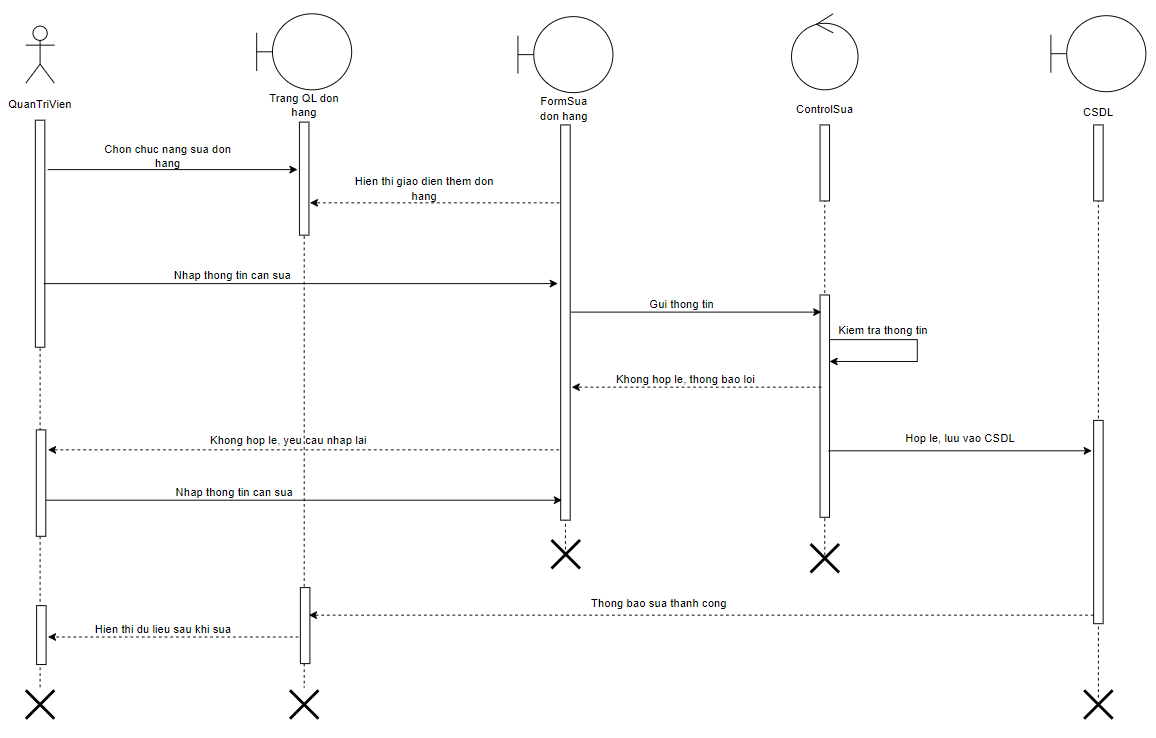 QuanTriVien
Trang QL don
hang
FormSua
don hang
ControlSua
CSDL
Chon chuc nang sua don
hang
Hien thi giao dien them don
hang
Nhap thong tin can sua
Gui thong tin
Kiem tra thong tin
Khong hop le, thong bao loi
Khong hop le, yeu cau nhap lai
Hop le, luu vao CSDL
Nhap thong tin can sua
Thong bao sua thanh cong
Hien thi du lieu sau khi sua